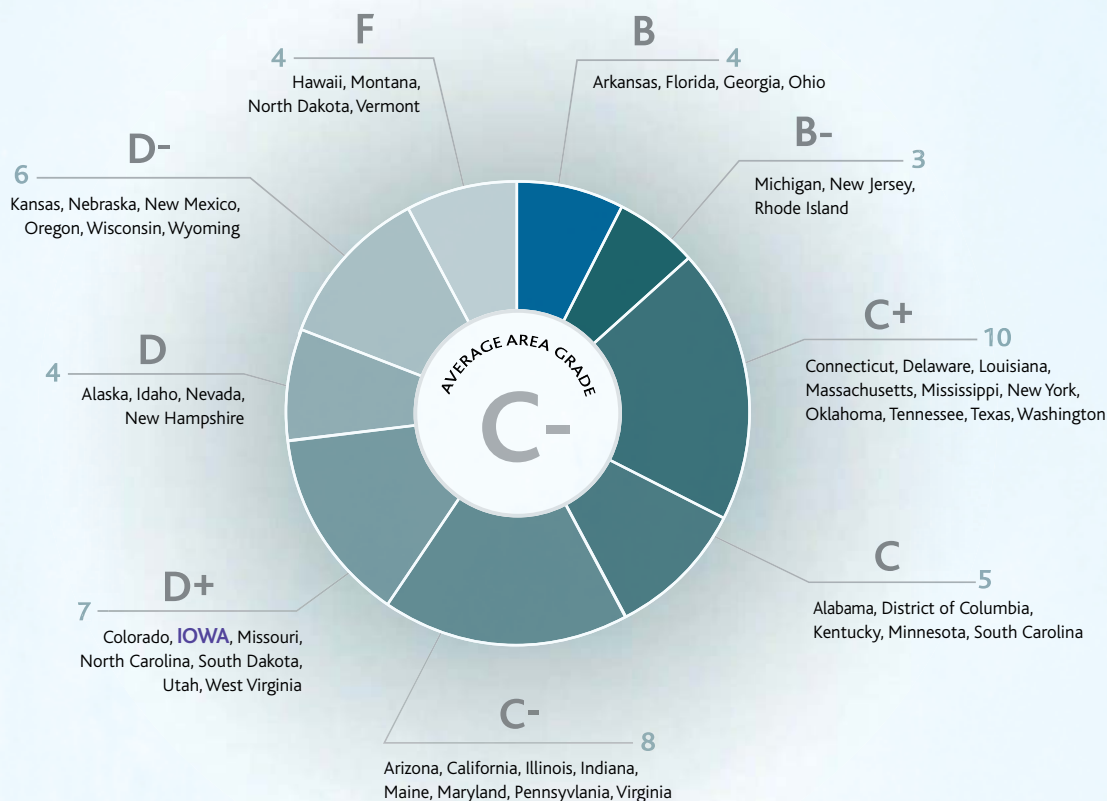 F
4
Hawaii, Montana,
North Dakota, Vermont
B
4
Arkansas, Florida, Georgia, Ohio
B-
3
Michigan, New Jersey,
Rhode Island
C+
10
Connecticut, Delaware, Louisiana,
Massachusetts, Mississippi, New York,
Oklahoma, Tennessee, Texas, Washington
C
5
Alabama, District of Columbia,
Kentucky, Minnesota, South Carolina
C-
8
Arizona, California, Illinois, Indiana,
Maine, Maryland, Pennsyvlania, Virginia
D+
7
Colorado, IOWA, Missouri,
North Carolina, South Dakota,
Utah, West Virginia
D
4
Alaska, Idaho, Nevada,
New Hampshire
D-
6
Kansas, Nebraska, New Mexico,
Oregon, Wisconsin, Wyoming
AVERAGE AREA GRADE
C-